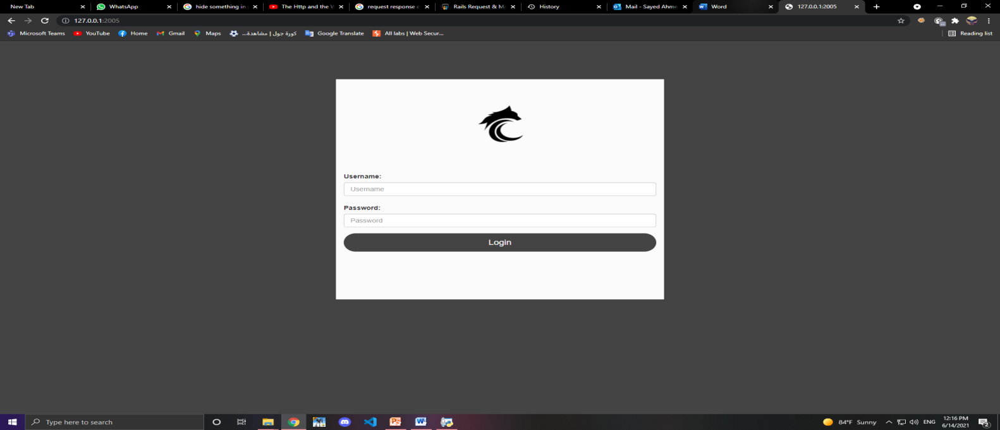 New Tab
WhatsApp
hide something in
The Http and the W
request response c
Rails Request & Mi
History
Mail - Sayed Ahme
Word
127.0.0.1:2005
127.0.0.1:2005
Microsoft Teams
YouTube
Home
Gmail
Maps
كورة جول | مشاهدة...
Google Translate
All labs | Web Secur...
Reading list
Username:
Username
Password:
Password
Login
Type here to search
84°F Sunny
ENG
12:16 PM
6/14/2021
2